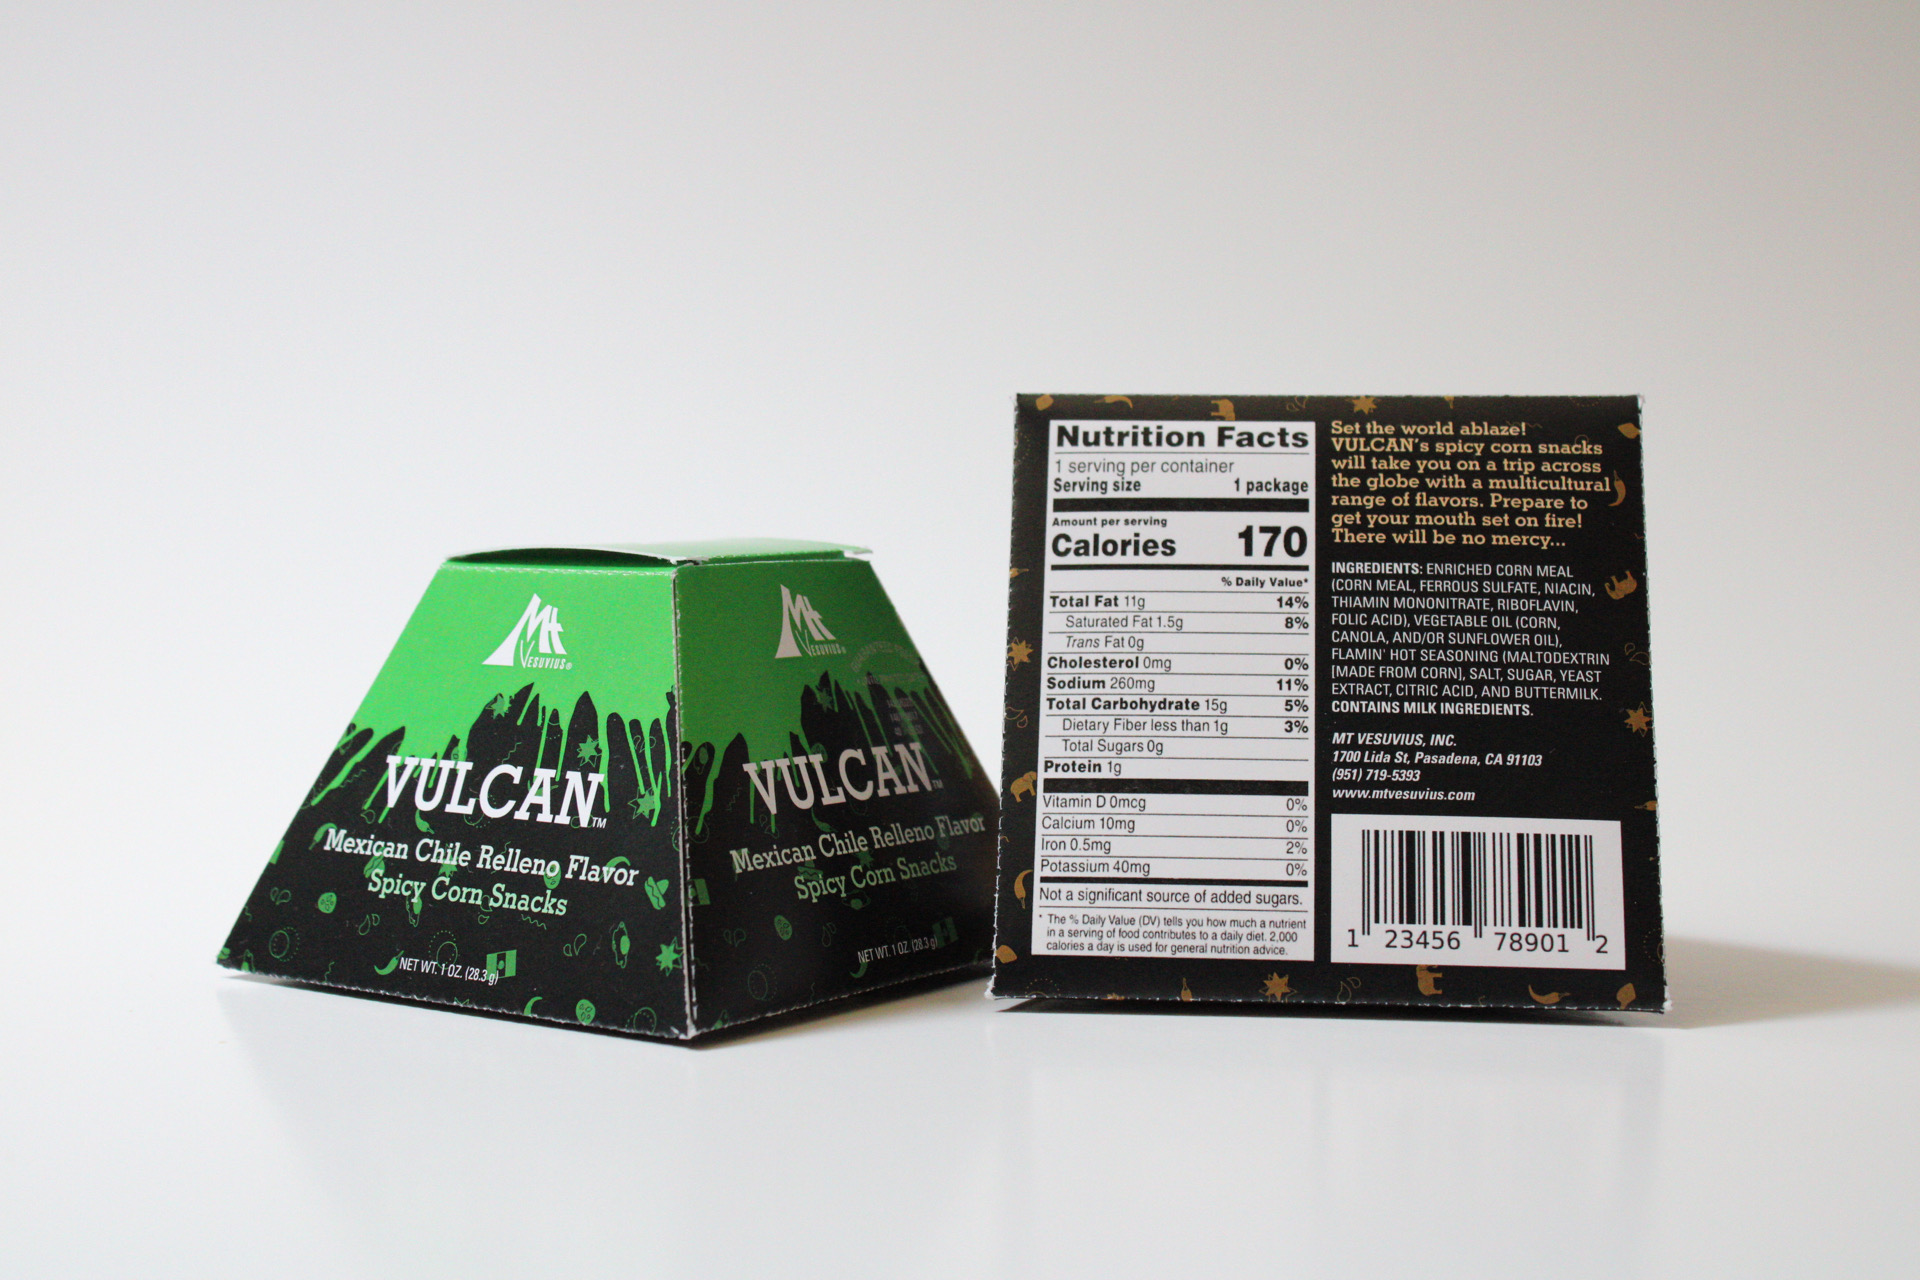 Mt
VESUVIUS®
VULCAN™
Mexican Chile Relleno Flavor
Spicy Corn Snacks
NET WT. 1 OZ. (28.3 g)
Mt
VESUVIUS®
VULCAN™
Mexican Chile Relleno Flavor
Spicy Corn Snacks
NET WT. 1 OZ. (28.3 g)
Nutrition Facts
1 serving per container
Serving size 1 package
Amount per serving
Calories 170
% Daily Value*
Total Fat 11g 14%
Saturated Fat 1.5g 8%
Trans Fat 0g
Cholesterol 0mg 0%
Sodium 260mg 11%
Total Carbohydrate 15g 5%
Dietary Fiber less than 1g 3%
Total Sugars 0g
Protein 1g
Vitamin D 0mcg 0%
Calcium 10mg 0%
Iron 0.5mg 2%
Potassium 40mg 0%
Not a significant source of added sugars.
* The % Daily Value (DV) tells you how much a nutrient
in a serving of food contributes to a daily diet. 2,000
calories a day is used for general nutrition advice.
Set the world ablaze!
VULCAN's spicy corn snacks
will take you on a trip across
the globe with a multicultural
range of flavors. Prepare to
get your mouth set on fire!
There will be no mercy...
INGREDIENTS: ENRICHED CORN MEAL
(CORN MEAL, FERROUS SULFATE, NIACIN,
THIAMIN MONONITRATE, RIBOFLAVIN,
FOLIC ACID), VEGETABLE OIL (CORN,
CANOLA, AND/OR SUNFLOWER OIL),
FLAMIN' HOT SEASONING (MALTODEXTRIN
[MADE FROM CORN], SALT, SUGAR, YEAST
EXTRACT, CITRIC ACID, AND BUTTERMILK.
CONTAINS MILK INGREDIENTS.
MT VESUVIUS, INC.
1700 Lida St, Pasadena, CA 91103
(951) 719-5393
www.mtvesuvius.com
1 23456 78901 2